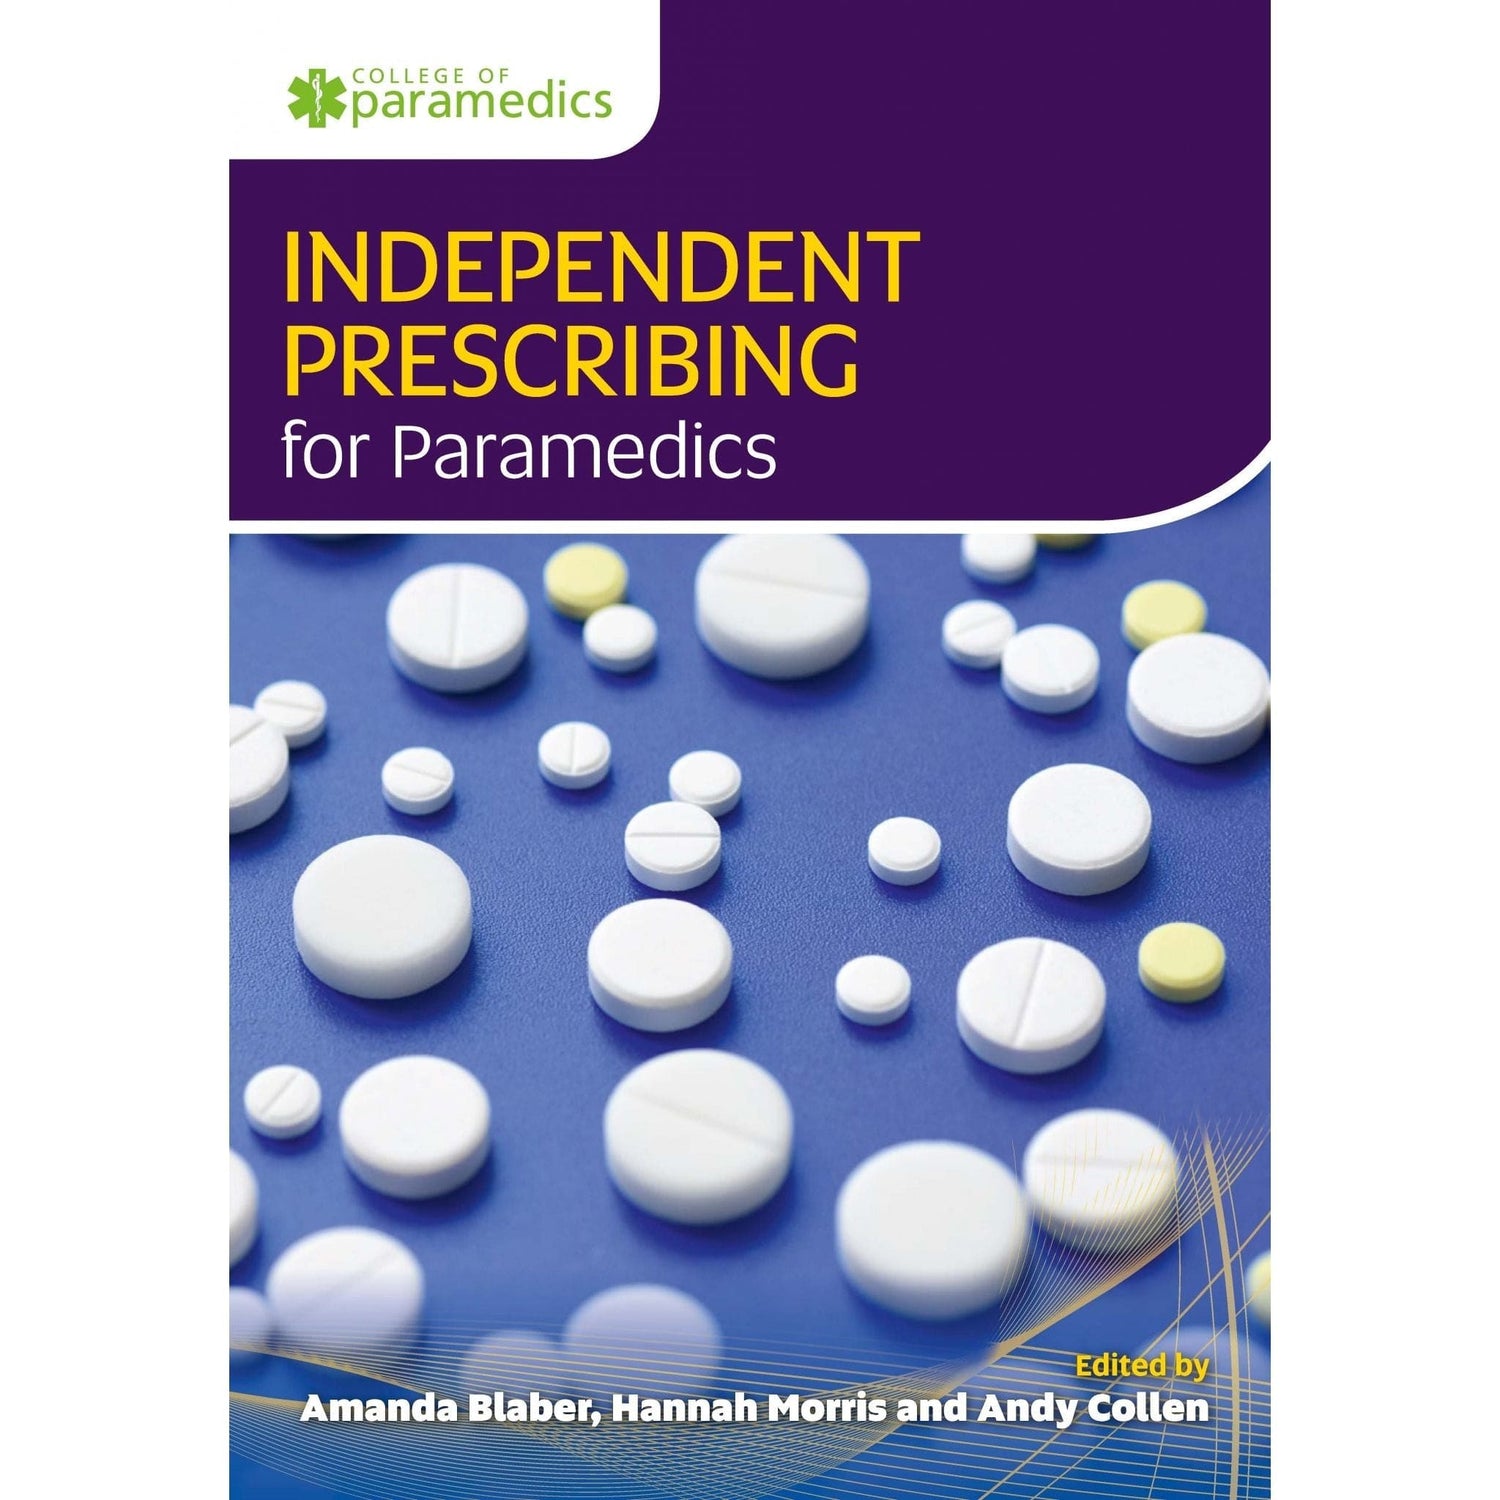 COLLEGE OF
paramedics
INDEPENDENT
PRESCRIBING
for Paramedics
Edited by
Amanda Blaber, Hannah Morris and Andy Collen